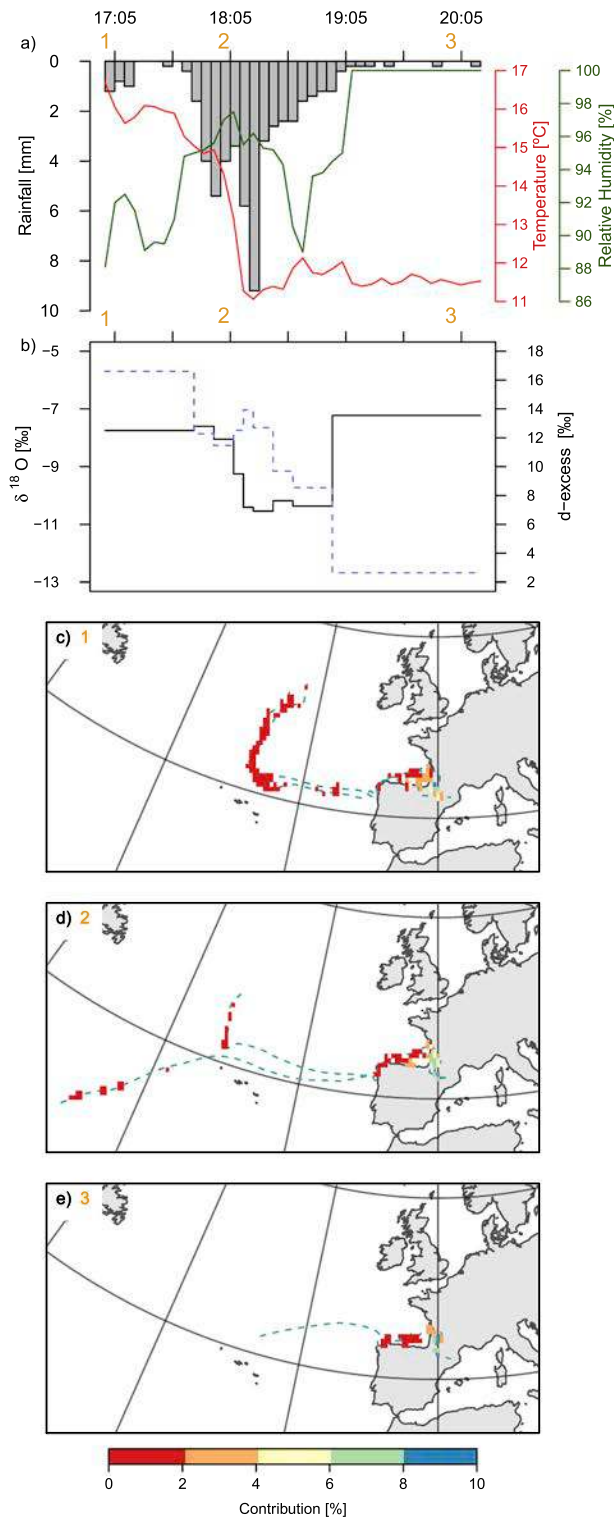 17:05 18:05 19:05 20:05
1 2 3
a)
0 2 4 6 8 10
Rainfall [mm]
17 16 15 14 13 12 11
Temperature [ºC]
100 98 96 94 92 90 88 86
Relative Humidity [%]
1 2 3
b)
−5 −7 −9 −11 −13
δ 18 O [‰]
18 16 14 12 10 8 6 4 2
d−excess [‰]
c) 1
d) 2
e) 3
0 2 4 6 8 10
Contribution [%]